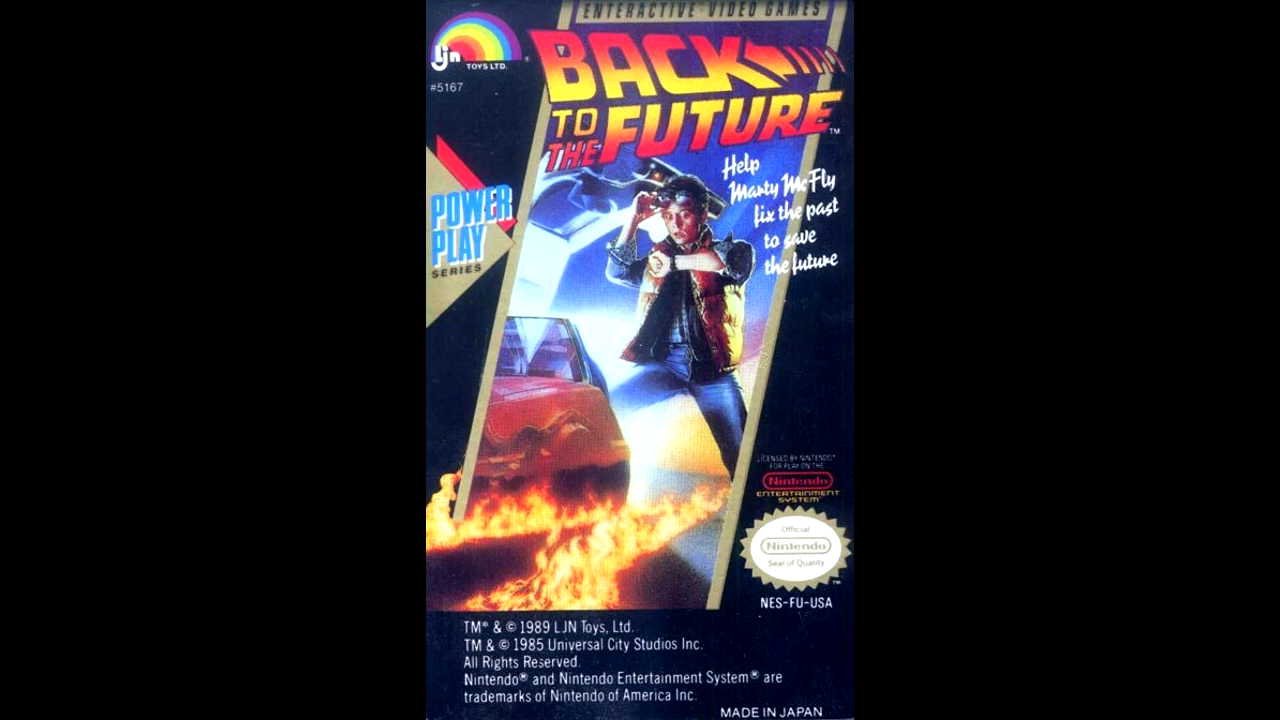 ENTERACTIVE VIDEO GAMES
LJn
TOYS LTD. ®
#5167
BACK
TO
THE FUTURE™
Help
Marty McFly
fix the past
to save
the future
POWER
PLAY
SERIES
LICENSED BY NINTENDO®
FOR PLAY ON THE
Nintendo
ENTERTAINMENT
SYSTEM™
Official
Nintendo
Seal of Quality
™
NES-FU-USA
TM* & © 1989 LJN Toys, Ltd.
TM & © 1985 Universal City Studios Inc.
All Rights Reserved.
Nintendo® and Nintendo Entertainment System® are
trademarks of Nintendo of America Inc.
MADE IN JAPAN